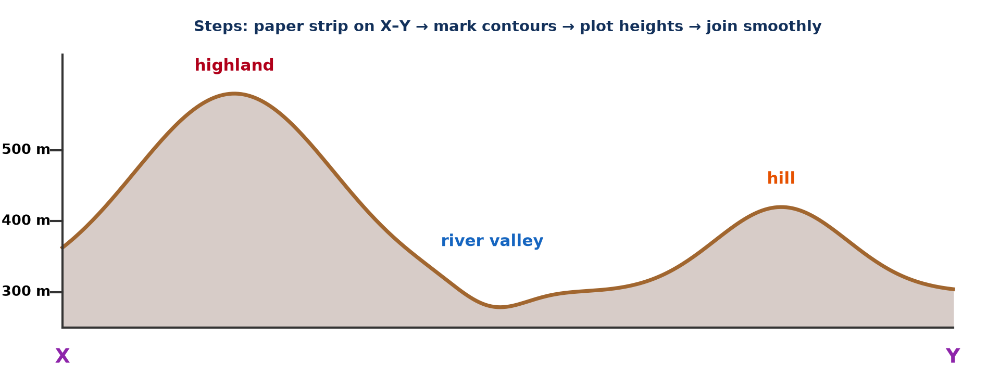 Steps: paper strip on X–Y → mark contours → plot heights → join smoothly
highland
500 m
hill
400 m
river valley
300 m
X
Y